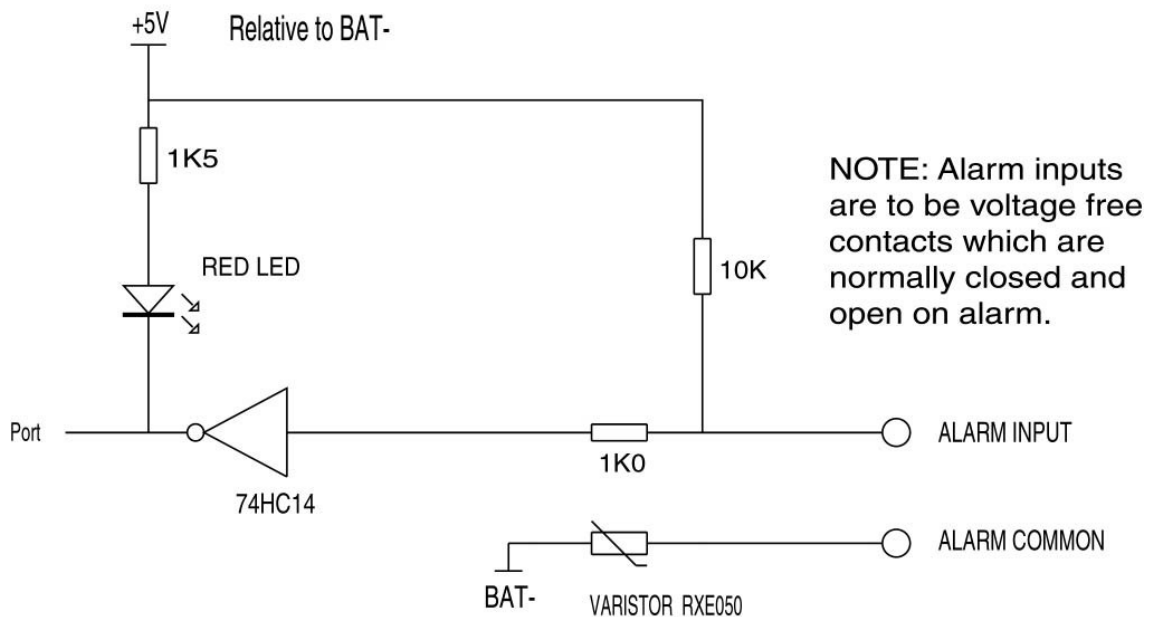 +5V
Relative to BAT-
1K5
NOTE: Alarm inputs
are to be voltage free
contacts which are
normally closed and
open on alarm.
RED LED
10K
Port
ALARM INPUT
1K0
74HC14
ALARM COMMON
BAT-
VARISTOR RXE050